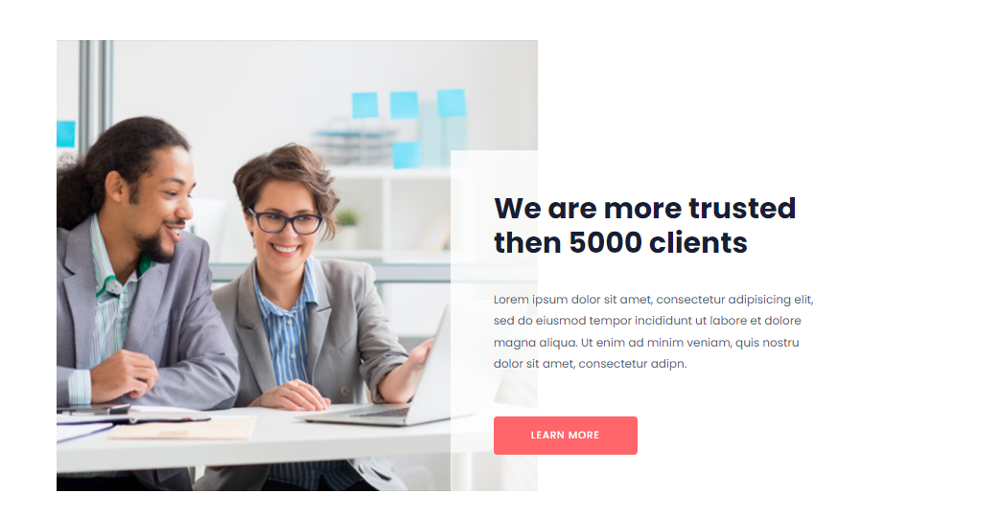 We are more trusted
then 5000 clients
Lorem ipsum dolor sit amet, consectetur adipisicing elit,
sed do eiusmod tempor incididunt ut labore et dolore
magna aliqua. Ut enim ad minim veniam, quis nostru
dolor sit amet, consectetur adipn.
LEARN MORE